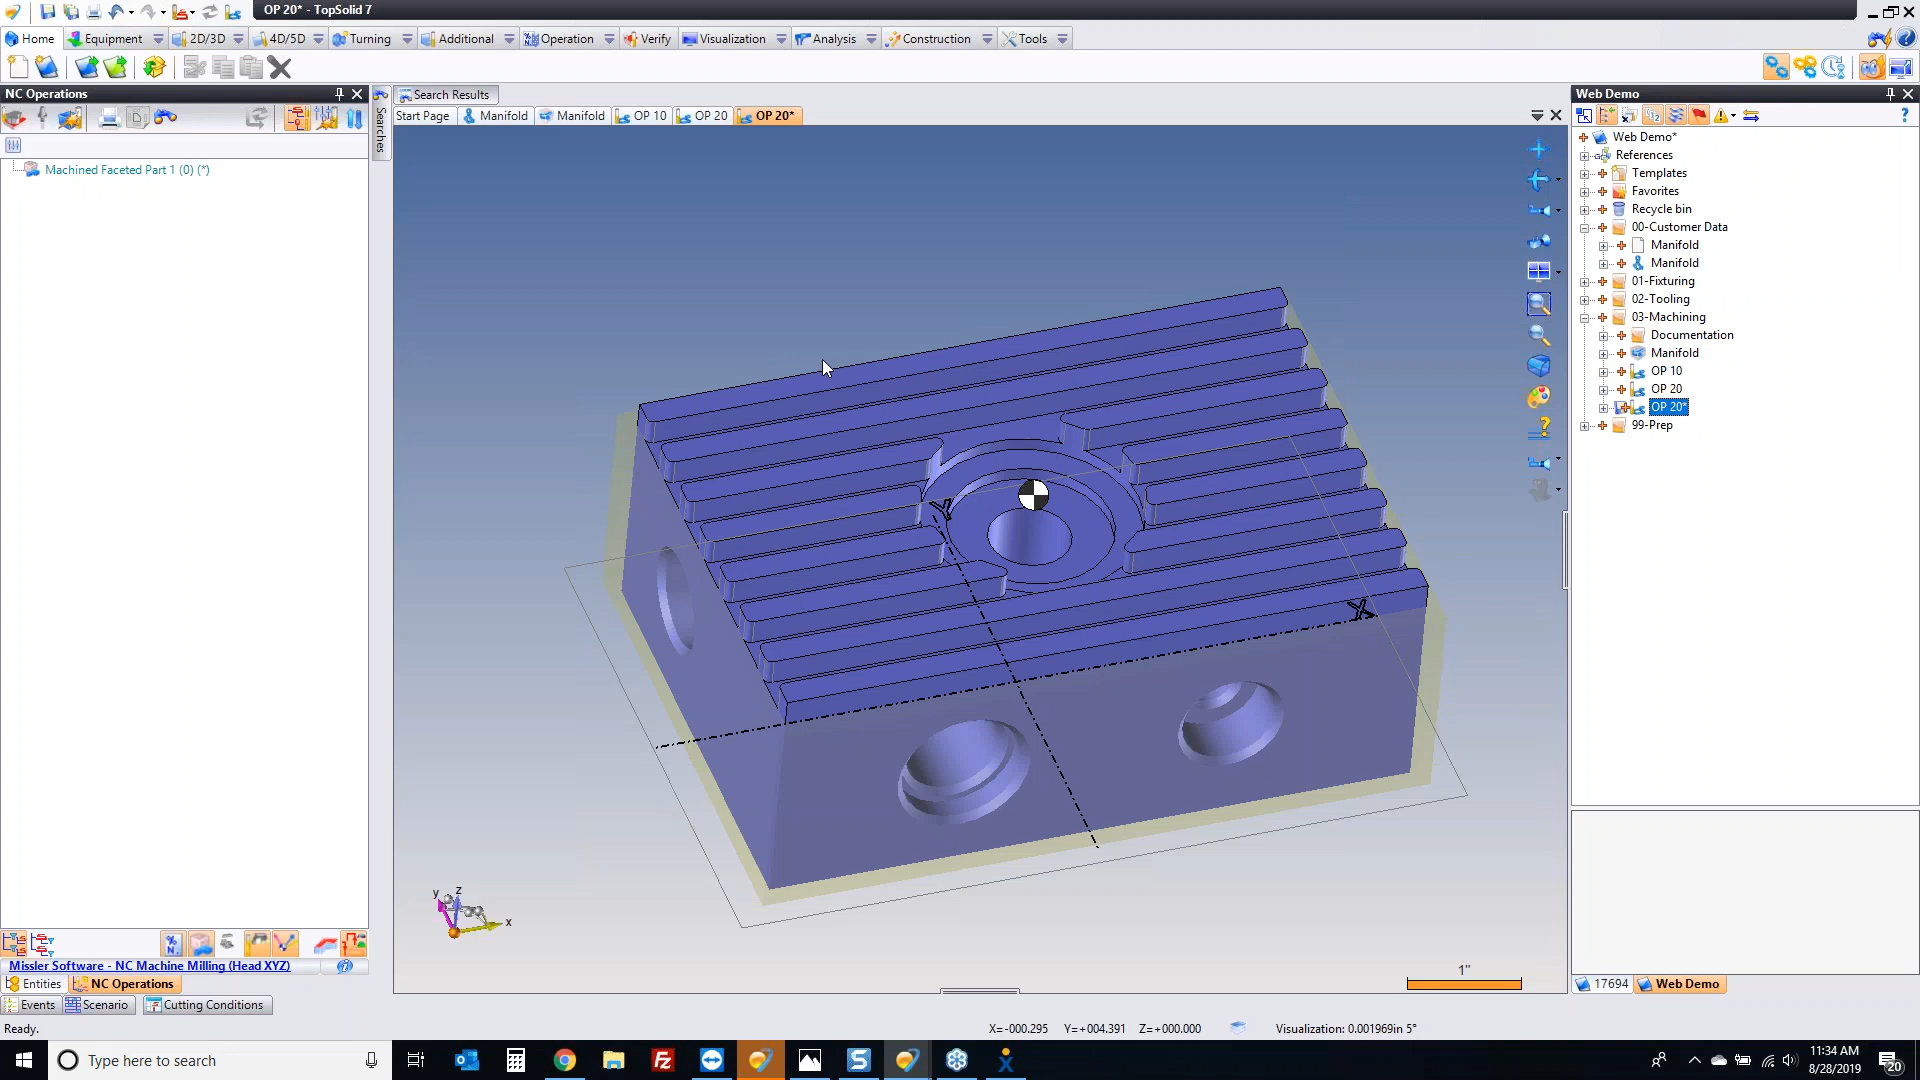 OP 20* - TopSolid 7
Home Equipment 2D/3D 4D/5D Turning Additional Operation Verify Visualization Analysis Construction Tools
NC Operations
Machined Faceted Part 1 (0) (*)
Missler Software - NC Machine Milling (Head XYZ)
Entities NC Operations
Events Scenario Cutting Conditions
Ready.
Searches
Search Results
Start Page Manifold Manifold OP 10 OP 20 OP 20*
Y
X
y z x
1"
X=-000.295 Y=+004.391 Z=+000.000 Visualization: 0.001969in 5°
Web Demo
Web Demo*
References
Templates
Favorites
Recycle bin
00-Customer Data
Manifold
Manifold
01-Fixturing
02-Tooling
03-Machining
Documentation
Manifold
OP 10
OP 20
OP 20*
99-Prep
17694 Web Demo
Type here to search
11:34 AM
8/28/2019
20